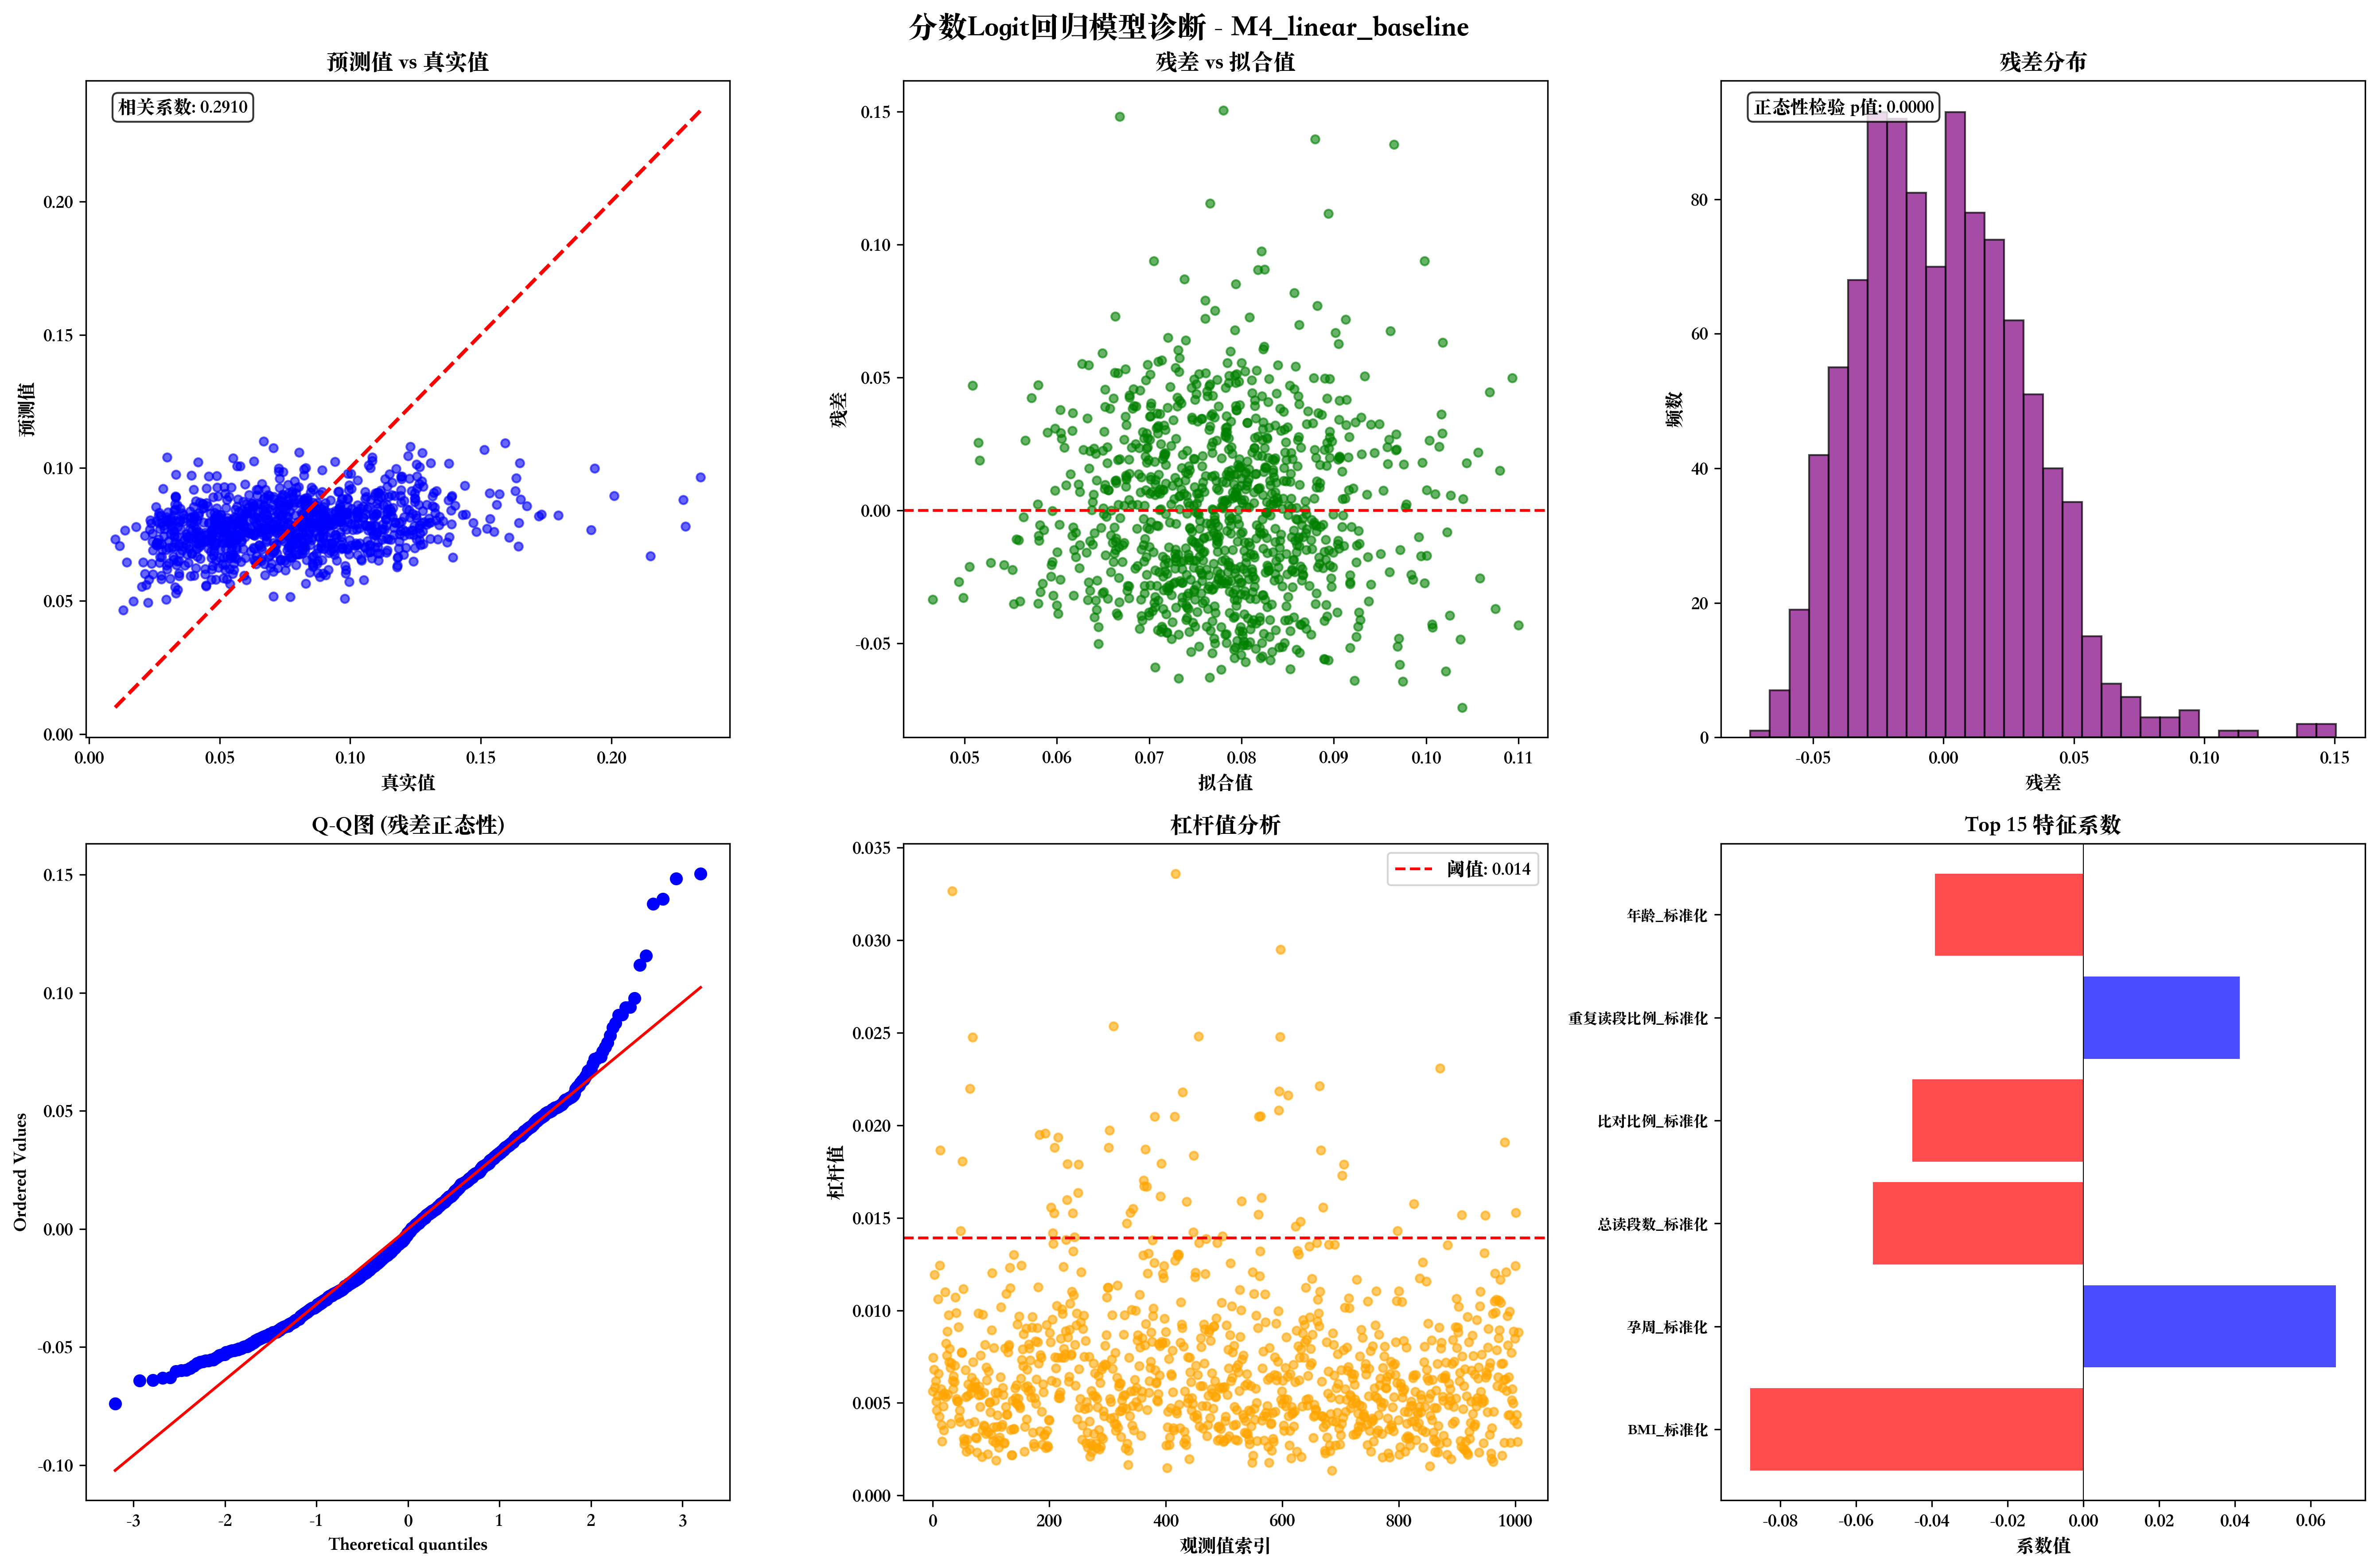 分数Logit回归模型诊断 - M4_linear_baseline
预测值 vs 真实值
相关系数: 0.2910
预测值
0.20
0.15
0.10
0.05
0.00
0.00 0.05 0.10 0.15 0.20
真实值
残差 vs 拟合值
残差
0.15
0.10
0.05
0.00
-0.05
0.05 0.06 0.07 0.08 0.09 0.10 0.11
拟合值
残差分布
正态性检验 p值: 0.0000
频数
80
60
40
20
0
-0.05 0.00 0.05 0.10 0.15
残差
Q-Q图 (残差正态性)
Ordered Values
0.15
0.10
0.05
0.00
-0.05
-0.10
-3 -2 -1 0 1 2 3
Theoretical quantiles
杠杆值分析
阈值: 0.014
杠杆值
0.035
0.030
0.025
0.020
0.015
0.010
0.005
0.000
0 200 400 600 800 1000
观测值索引
Top 15 特征系数
年龄_标准化
重复读段比例_标准化
比对比例_标准化
总读段数_标准化
孕周_标准化
BMI_标准化
-0.08 -0.06 -0.04 -0.02 0.00 0.02 0.04 0.06
系数值